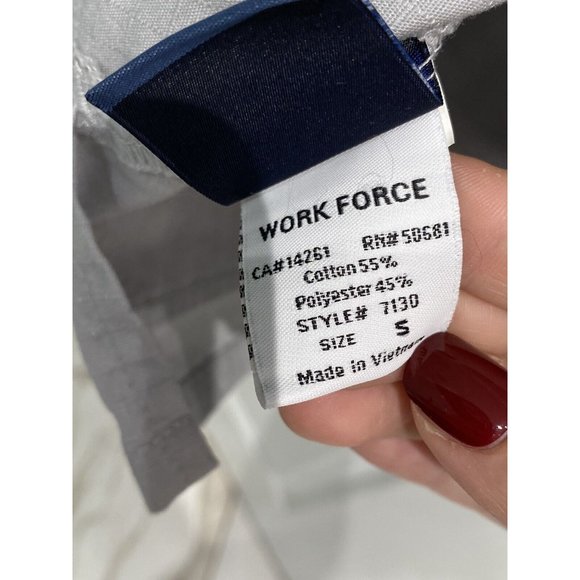 WORK FORCE
CA#14261 RN#50681
Cotton 55%
Polyester 45%
STYLE# 7130
SIZE S
Made in Vietnam